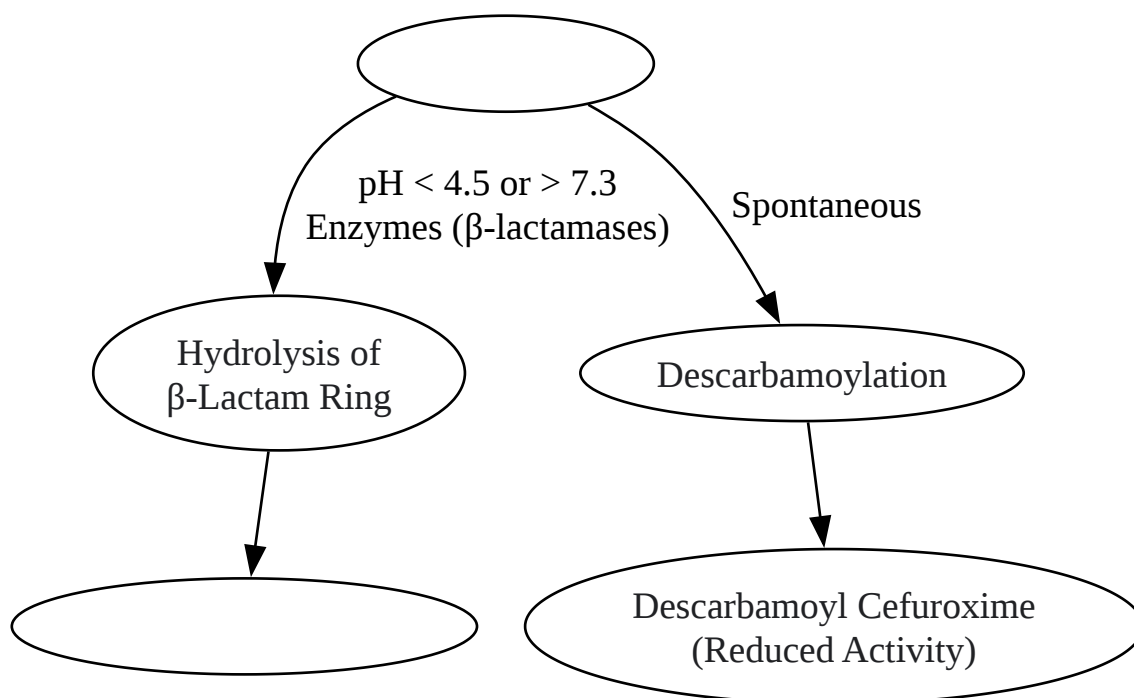 pH < 4.5 or > 7.3
Enzymes (β-lactamases)
Spontaneous
Hydrolysis of
β-Lactam Ring
Descarbamoylation
Descarbamoyl Cefuroxime
(Reduced Activity)